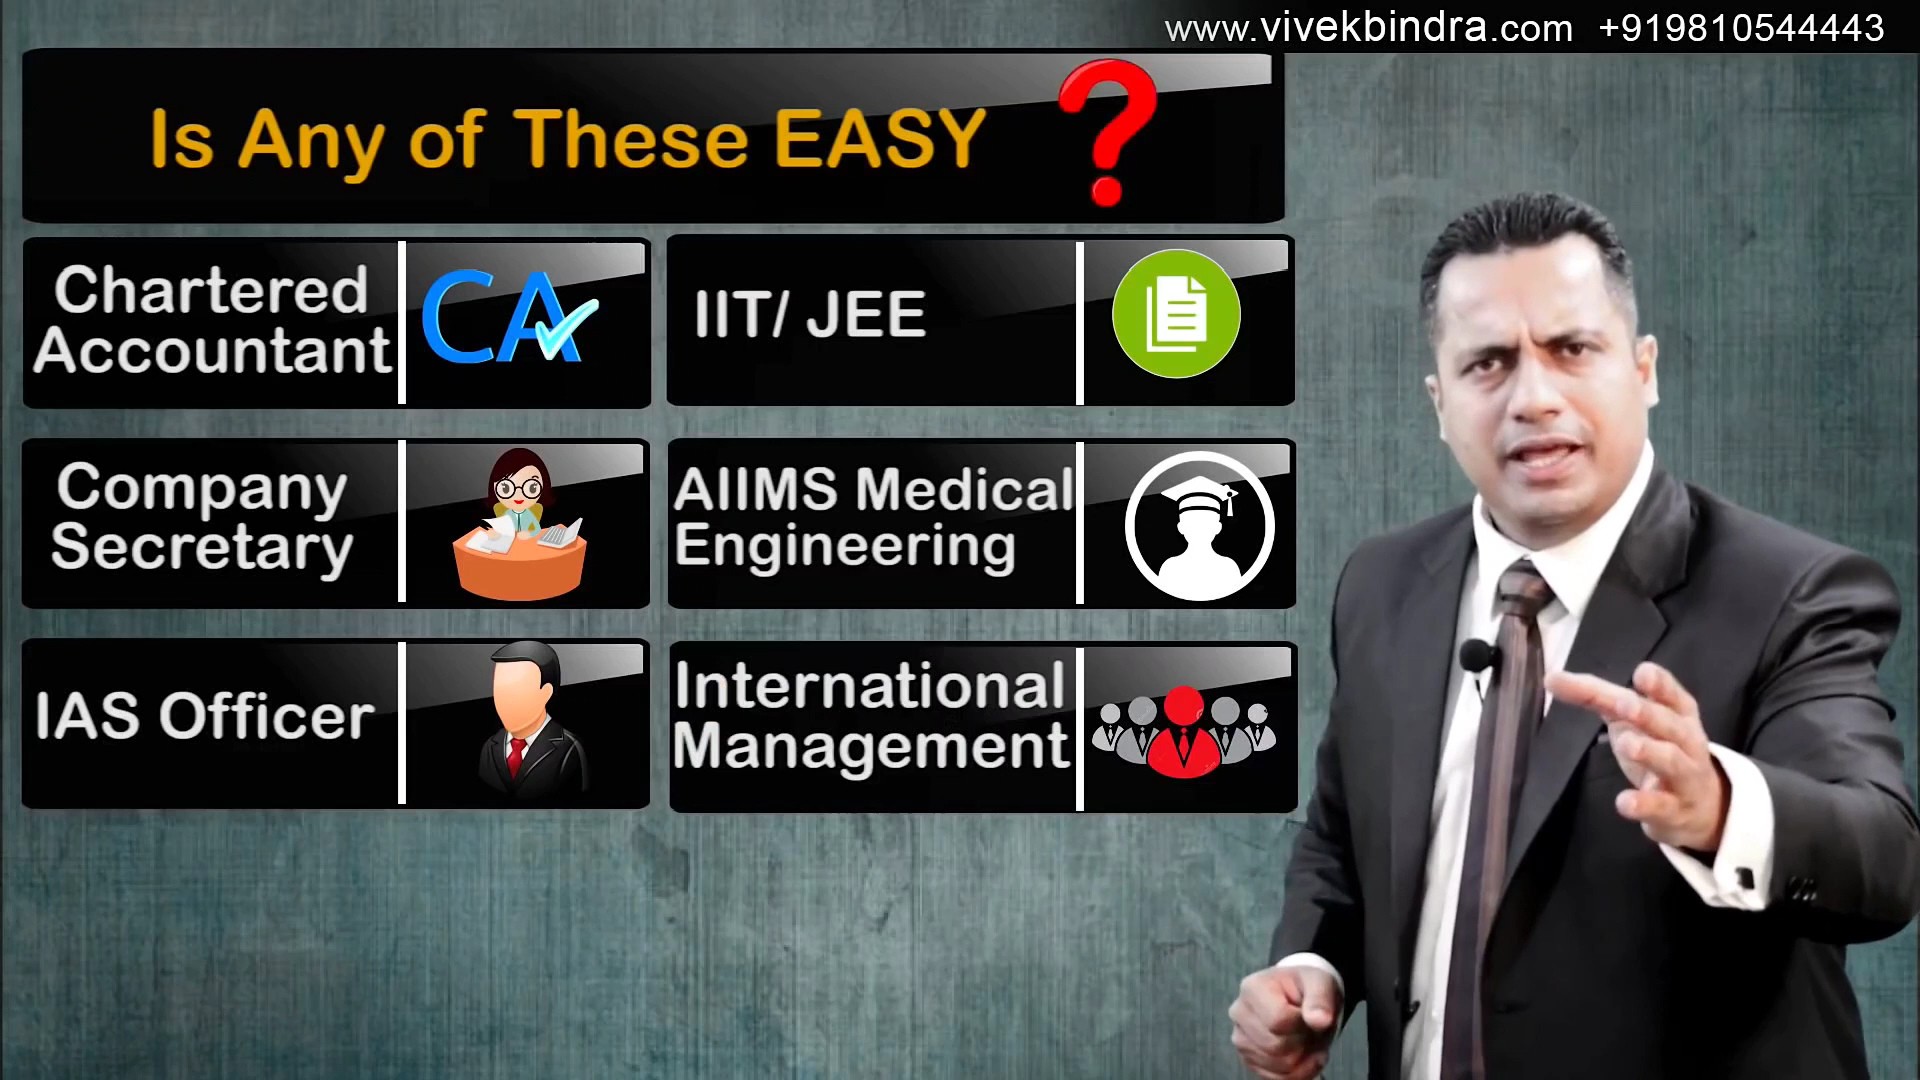 www.vivekbindra.com +919810544443
Is Any of These EASY ?
Chartered
Accountant
CA
IIT/ JEE
Company
Secretary
AIIMS Medical
Engineering
IAS Officer
International
Management